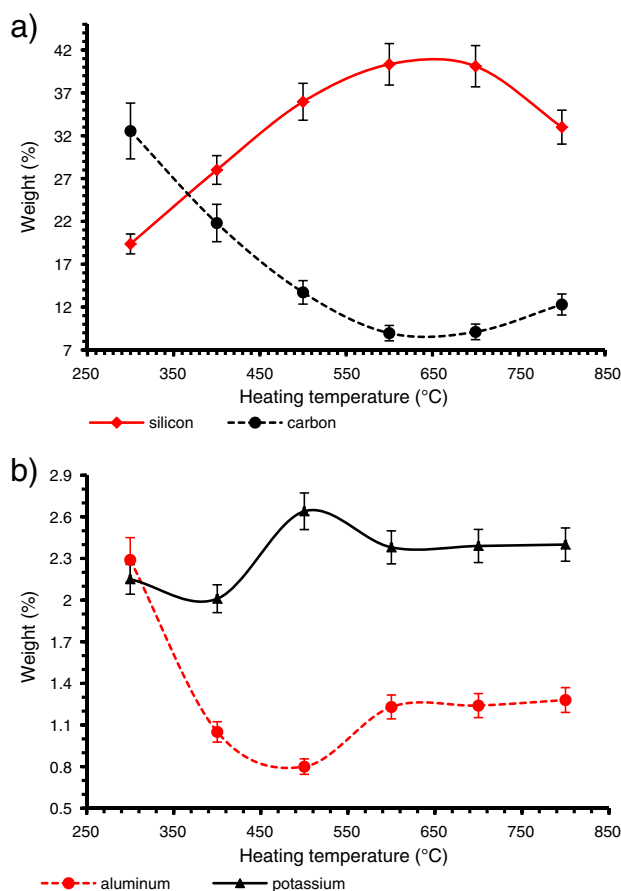 a)
42
37
32
27
22
17
12
7
Weight (%)
250 350 450 550 650 750 850
Heating temperature (°C)
silicon carbon
b)
2.9
2.6
2.3
2
1.7
1.4
1.1
0.8
0.5
Weight (%)
250 350 450 550 650 750 850
Heating temperature (°C)
aluminum potassium